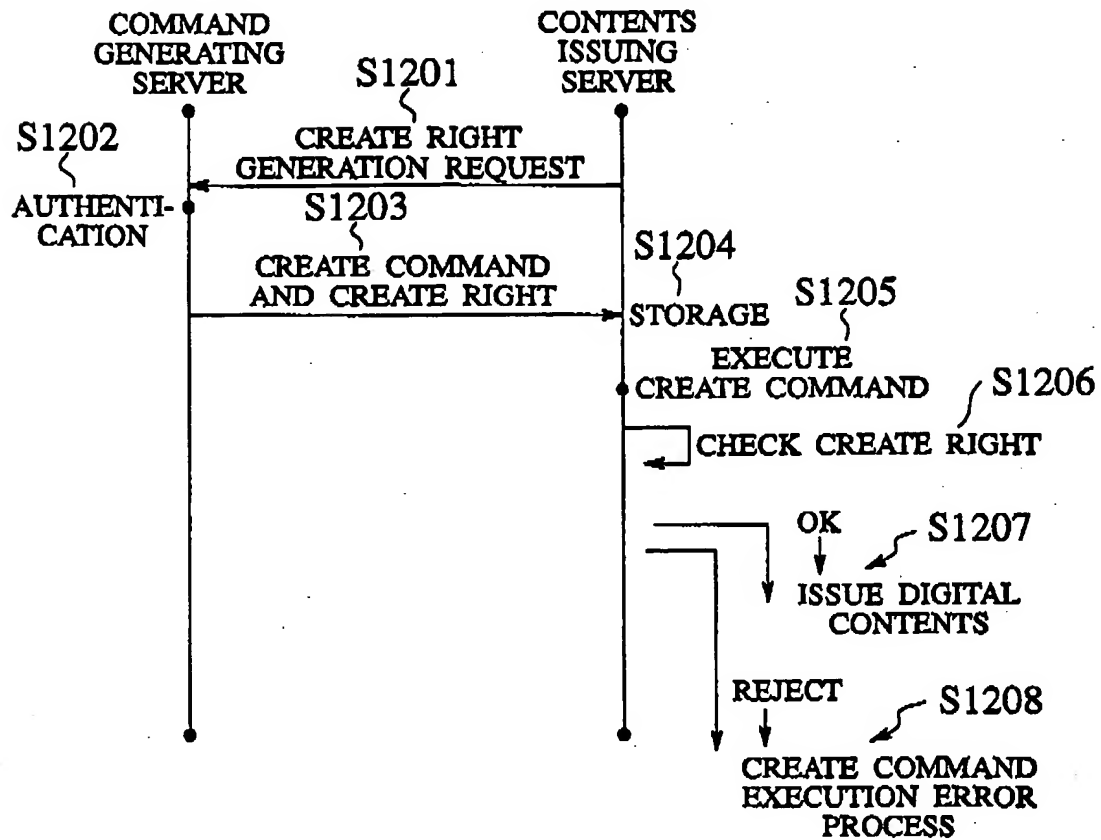 COMMAND
GENERATING
SERVER
CONTENTS
ISSUING
SERVER
S1201
CREATE RIGHT
GENERATION REQUEST
S1202
AUTHENTI-
CATION
S1203
CREATE COMMAND
AND CREATE RIGHT
S1204
STORAGE
S1205
EXECUTE
CREATE COMMAND
S1206
CHECK CREATE RIGHT
OK
S1207
ISSUE DIGITAL
CONTENTS
REJECT
S1208
CREATE COMMAND
EXECUTION ERROR
PROCESS